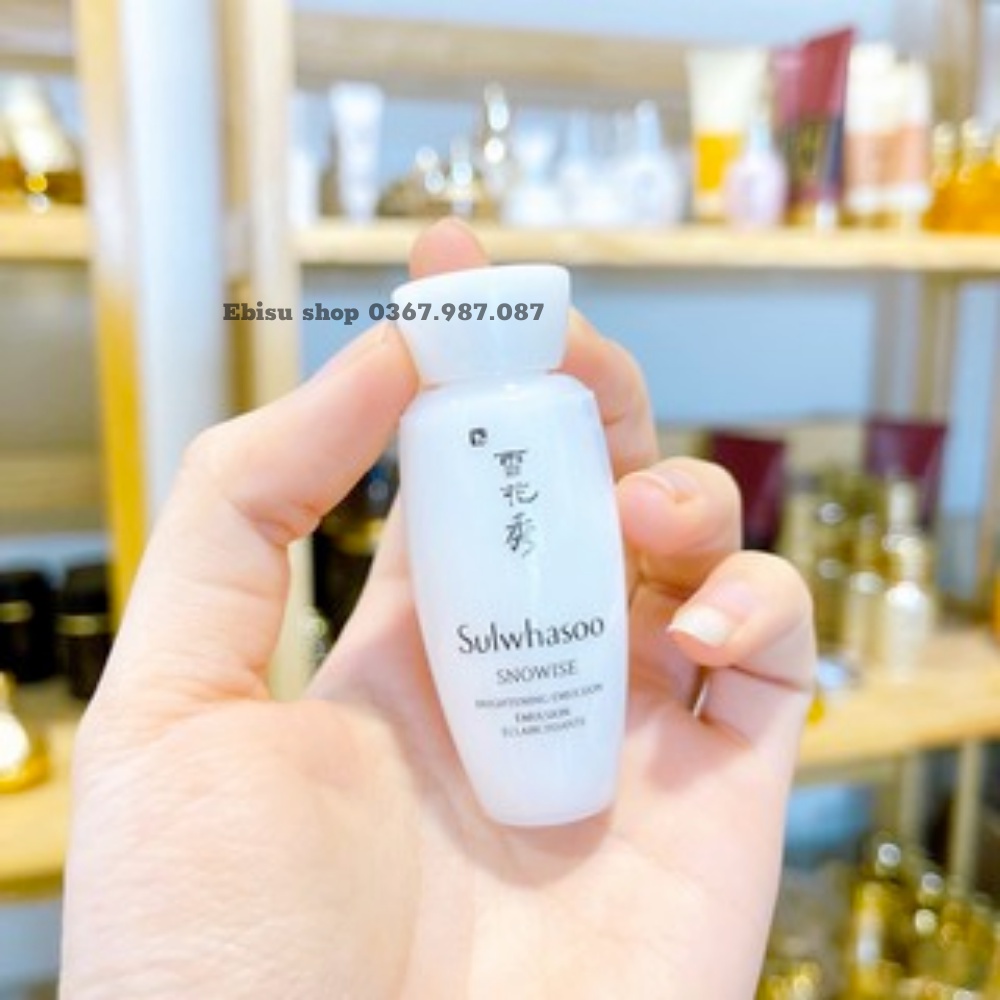 Ebisu shop 0367.987.087
雪花秀
Sulwhasoo
SNOWISE
BRIGHTENING EMULSION
EMULSION
ÉCLAIRCISSANTE